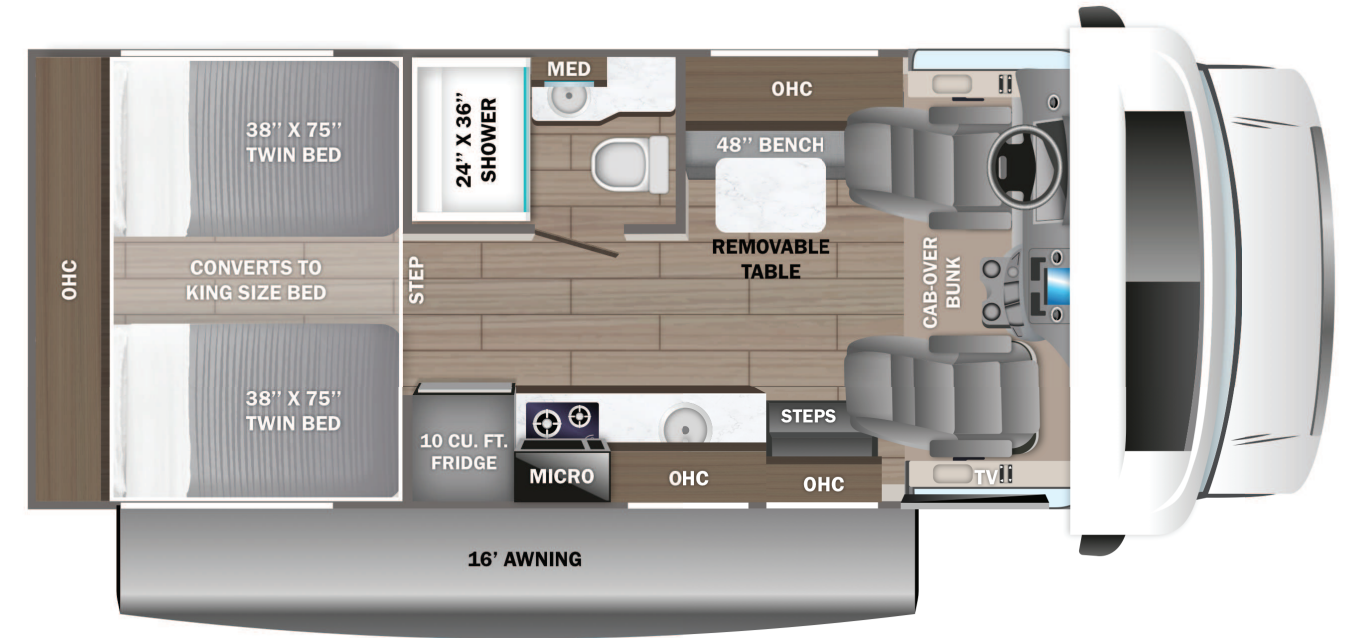 OHC
38’’ X 75’’
TWIN BED
CONVERTS TO
KING SIZE BED
38’’ X 75’’
TWIN BED
STEP
24’’ X 36’’
SHOWER
MED
OHC
48’’ BENCH
REMOVABLE
TABLE
CAB-OVER
BUNK
10 CU. FT.
FRIDGE
MICRO
OHC
STEPS
OHC
TV
16’ AWNING